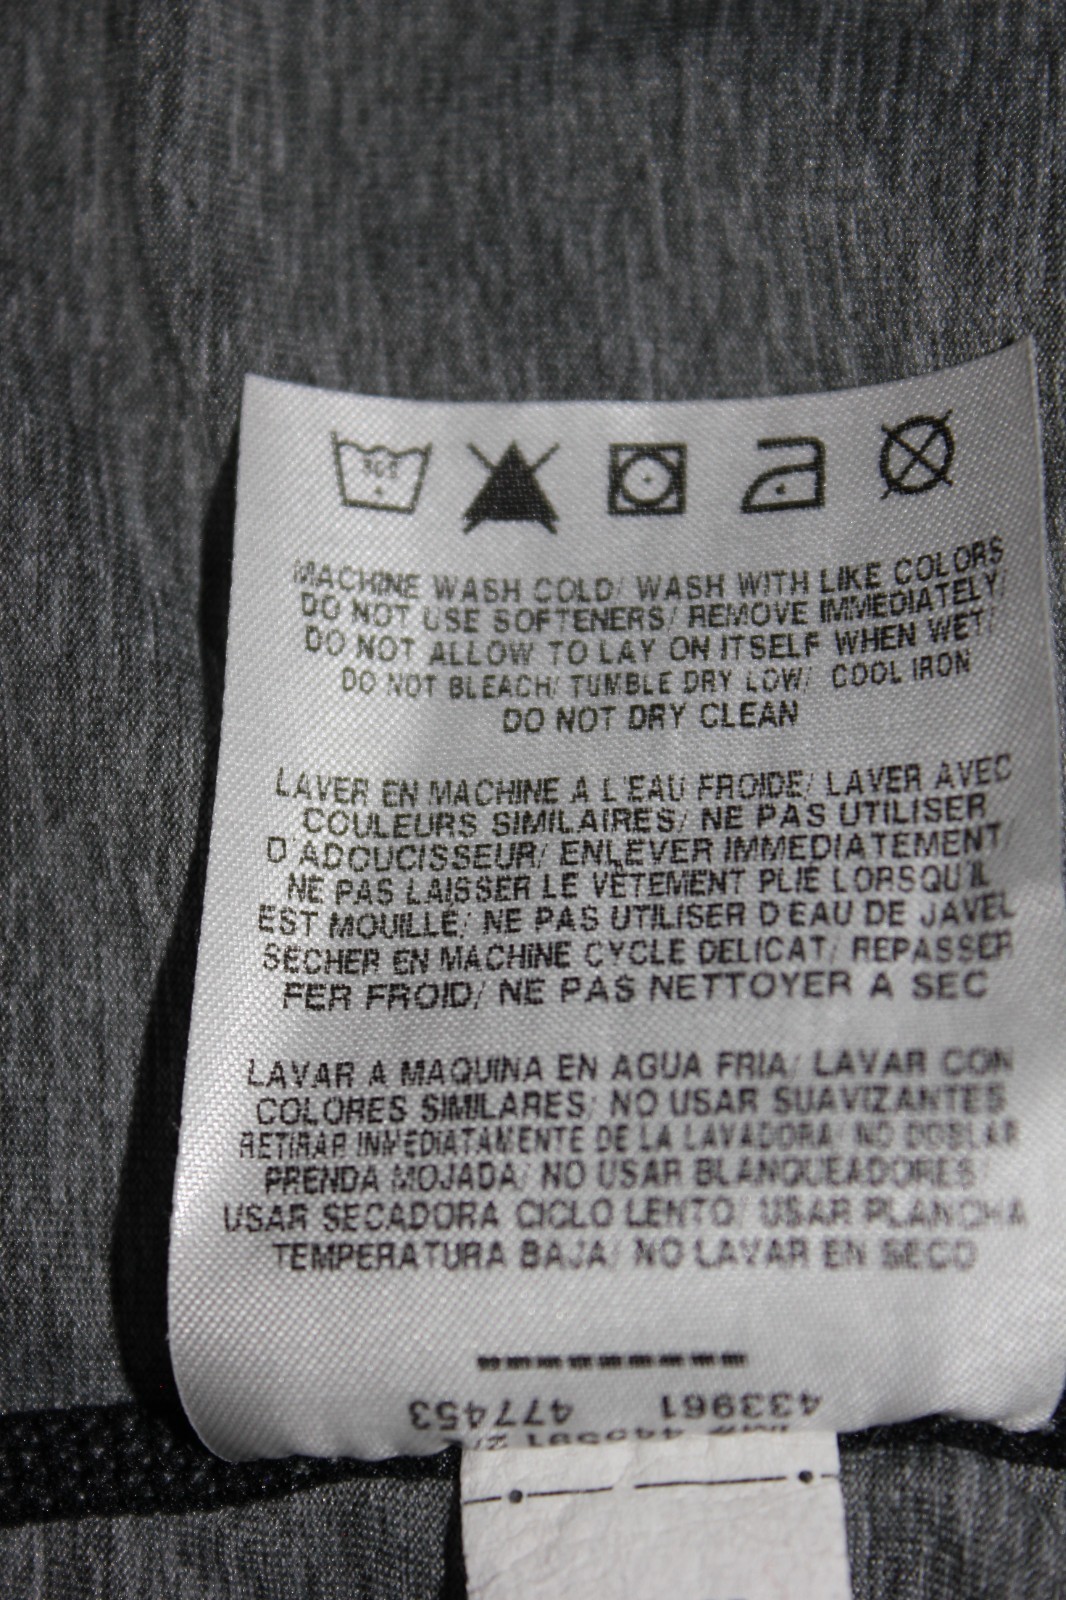 MACHINE WASH COLD/ WASH WITH LIKE COLORS
DO NOT USE SOFTENERS/ REMOVE IMMEDIATELY/
DO NOT ALLOW TO LAY ON ITSELF WHEN WET/
DO NOT BLEACH/ TUMBLE DRY LOW/ COOL IRON
DO NOT DRY CLEAN
LAVER EN MACHINE A L'EAU FROIDE/ LAVER AVEC
COULEURS SIMILAIRES/ NE PAS UTILISER
D'ADOUCISSEUR/ ENLEVER IMMEDIATEMENT/
NE PAS LAISSER LE VÊTEMENT PLIE LORSQU'IL
EST MOUILLÉ/ NE PAS UTILISER D'EAU DE JAVEL
SECHER EN MACHINE CYCLE DELICAT/ REPASSER
FER FROID/ NE PAS NETTOYER A SEC
LAVAR A MAQUINA EN AGUA FRIA/ LAVAR CON
COLORES SIMILARES/ NO USAR SUAVIZANTES
RETIRAR INMEDIATAMENTE DE LA LAVADORA/ NO DOBLAR
PRENDA MOJADA/ NO USAR BLANQUEADORES/
USAR SECADORA CICLO LENTO/ USAR PLANCHA
TEMPERATURA BAJA/ NO LAVAR EN SECO
433961 477453